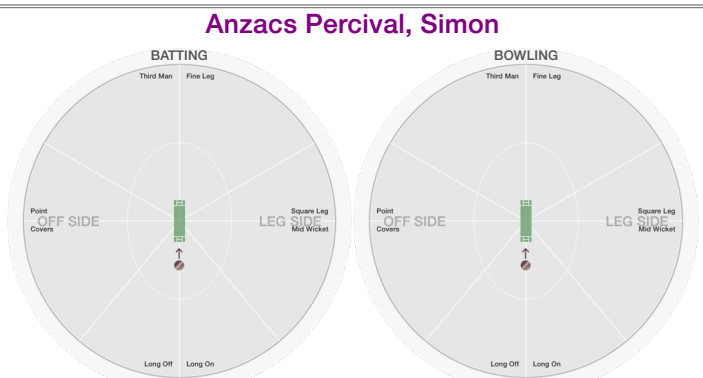 Anzacs Percival, Simon
BATTING
Third Man Fine Leg
Point Square Leg
OFF SIDE LEG SIDE
Covers Mid Wicket
Long Off Long On
BOWLING
Third Man Fine Leg
Point Square Leg
OFF SIDE LEG SIDE
Covers Mid Wicket
Long Off Long On